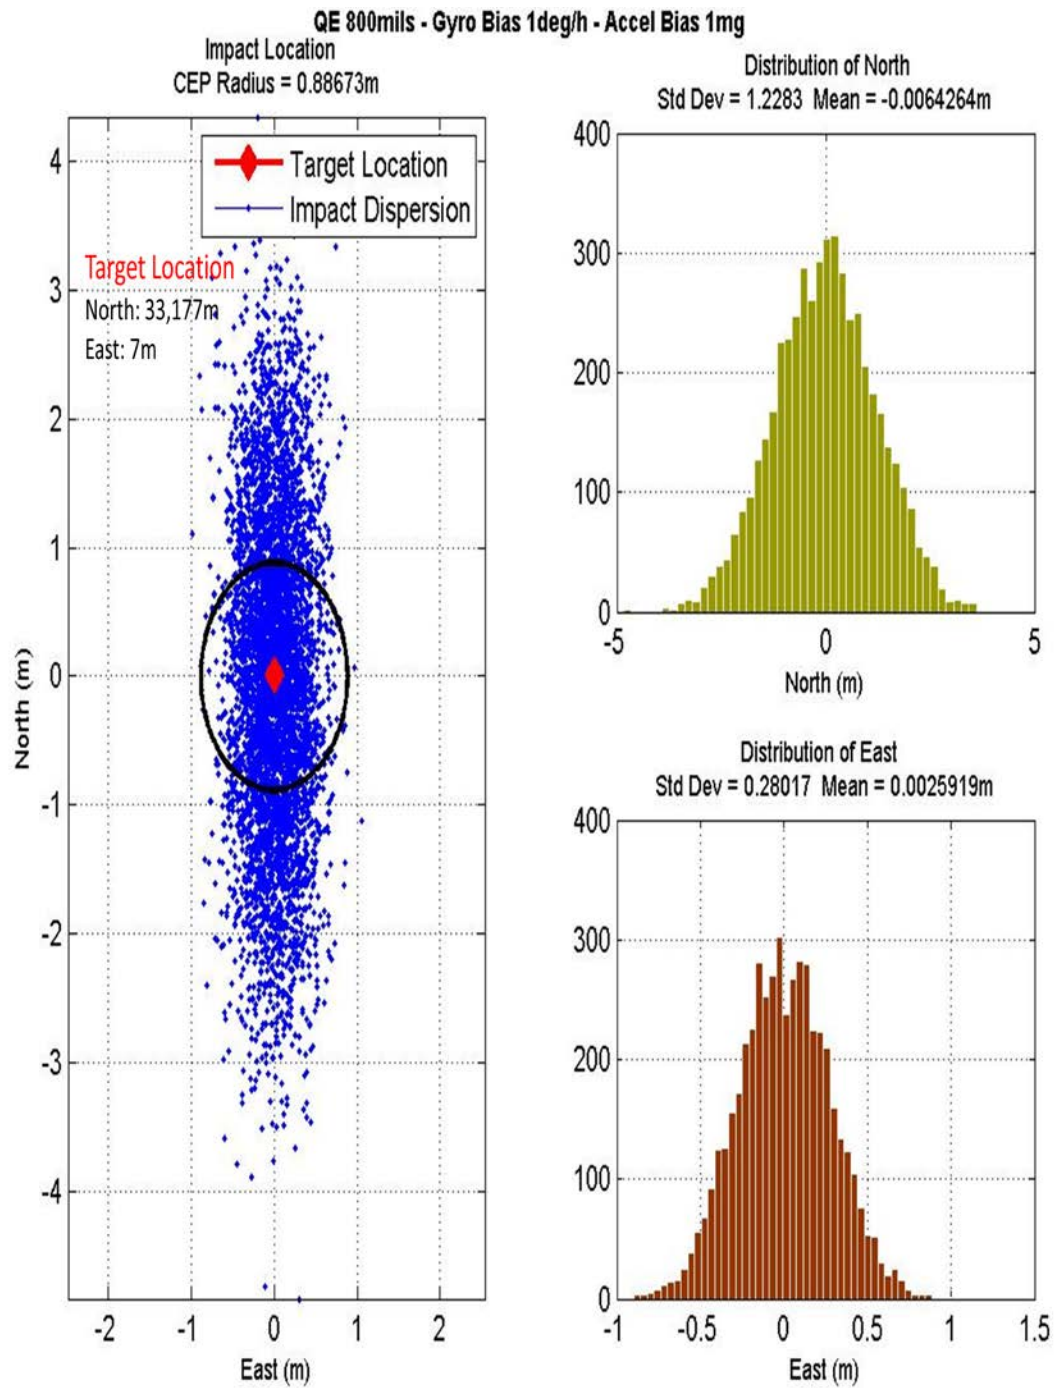 QE 800mils - Gyro Bias 1deg/h - Accel Bias 1mg
Impact Location
CEP Radius = 0.88673m
Target Location
Impact Dispersion
Target Location
North: 33,177m
East: 7m
4
3
2
1
0
-1
-2
-3
-4
North (m)
-2 -1 0 1 2
East (m)
Distribution of North
Std Dev = 1.2283 Mean = -0.0064264m
400
300
200
100
0
-5 0 5
North (m)
Distribution of East
Std Dev = 0.28017 Mean = 0.0025919m
400
300
200
100
0
-1 -0.5 0 0.5 1 1.5
East (m)